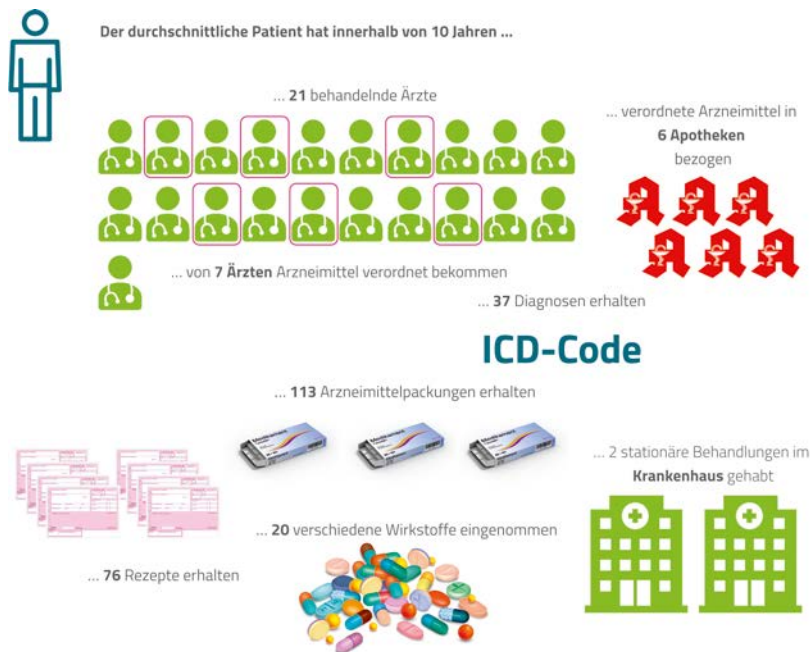 Der durchschnittliche Patient hat innerhalb von 10 Jahren ...
... 21 behandelnde Ärzte
... verordnete Arzneimittel in
6 Apotheken
bezogen
... von 7 Ärzten Arzneimittel verordnet bekommen
... 37 Diagnosen erhalten
ICD-Code
... 113 Arzneimittelpackungen erhalten
... 2 stationäre Behandlungen im
Krankenhaus gehabt
... 20 verschiedene Wirkstoffe eingenommen
... 76 Rezepte erhalten